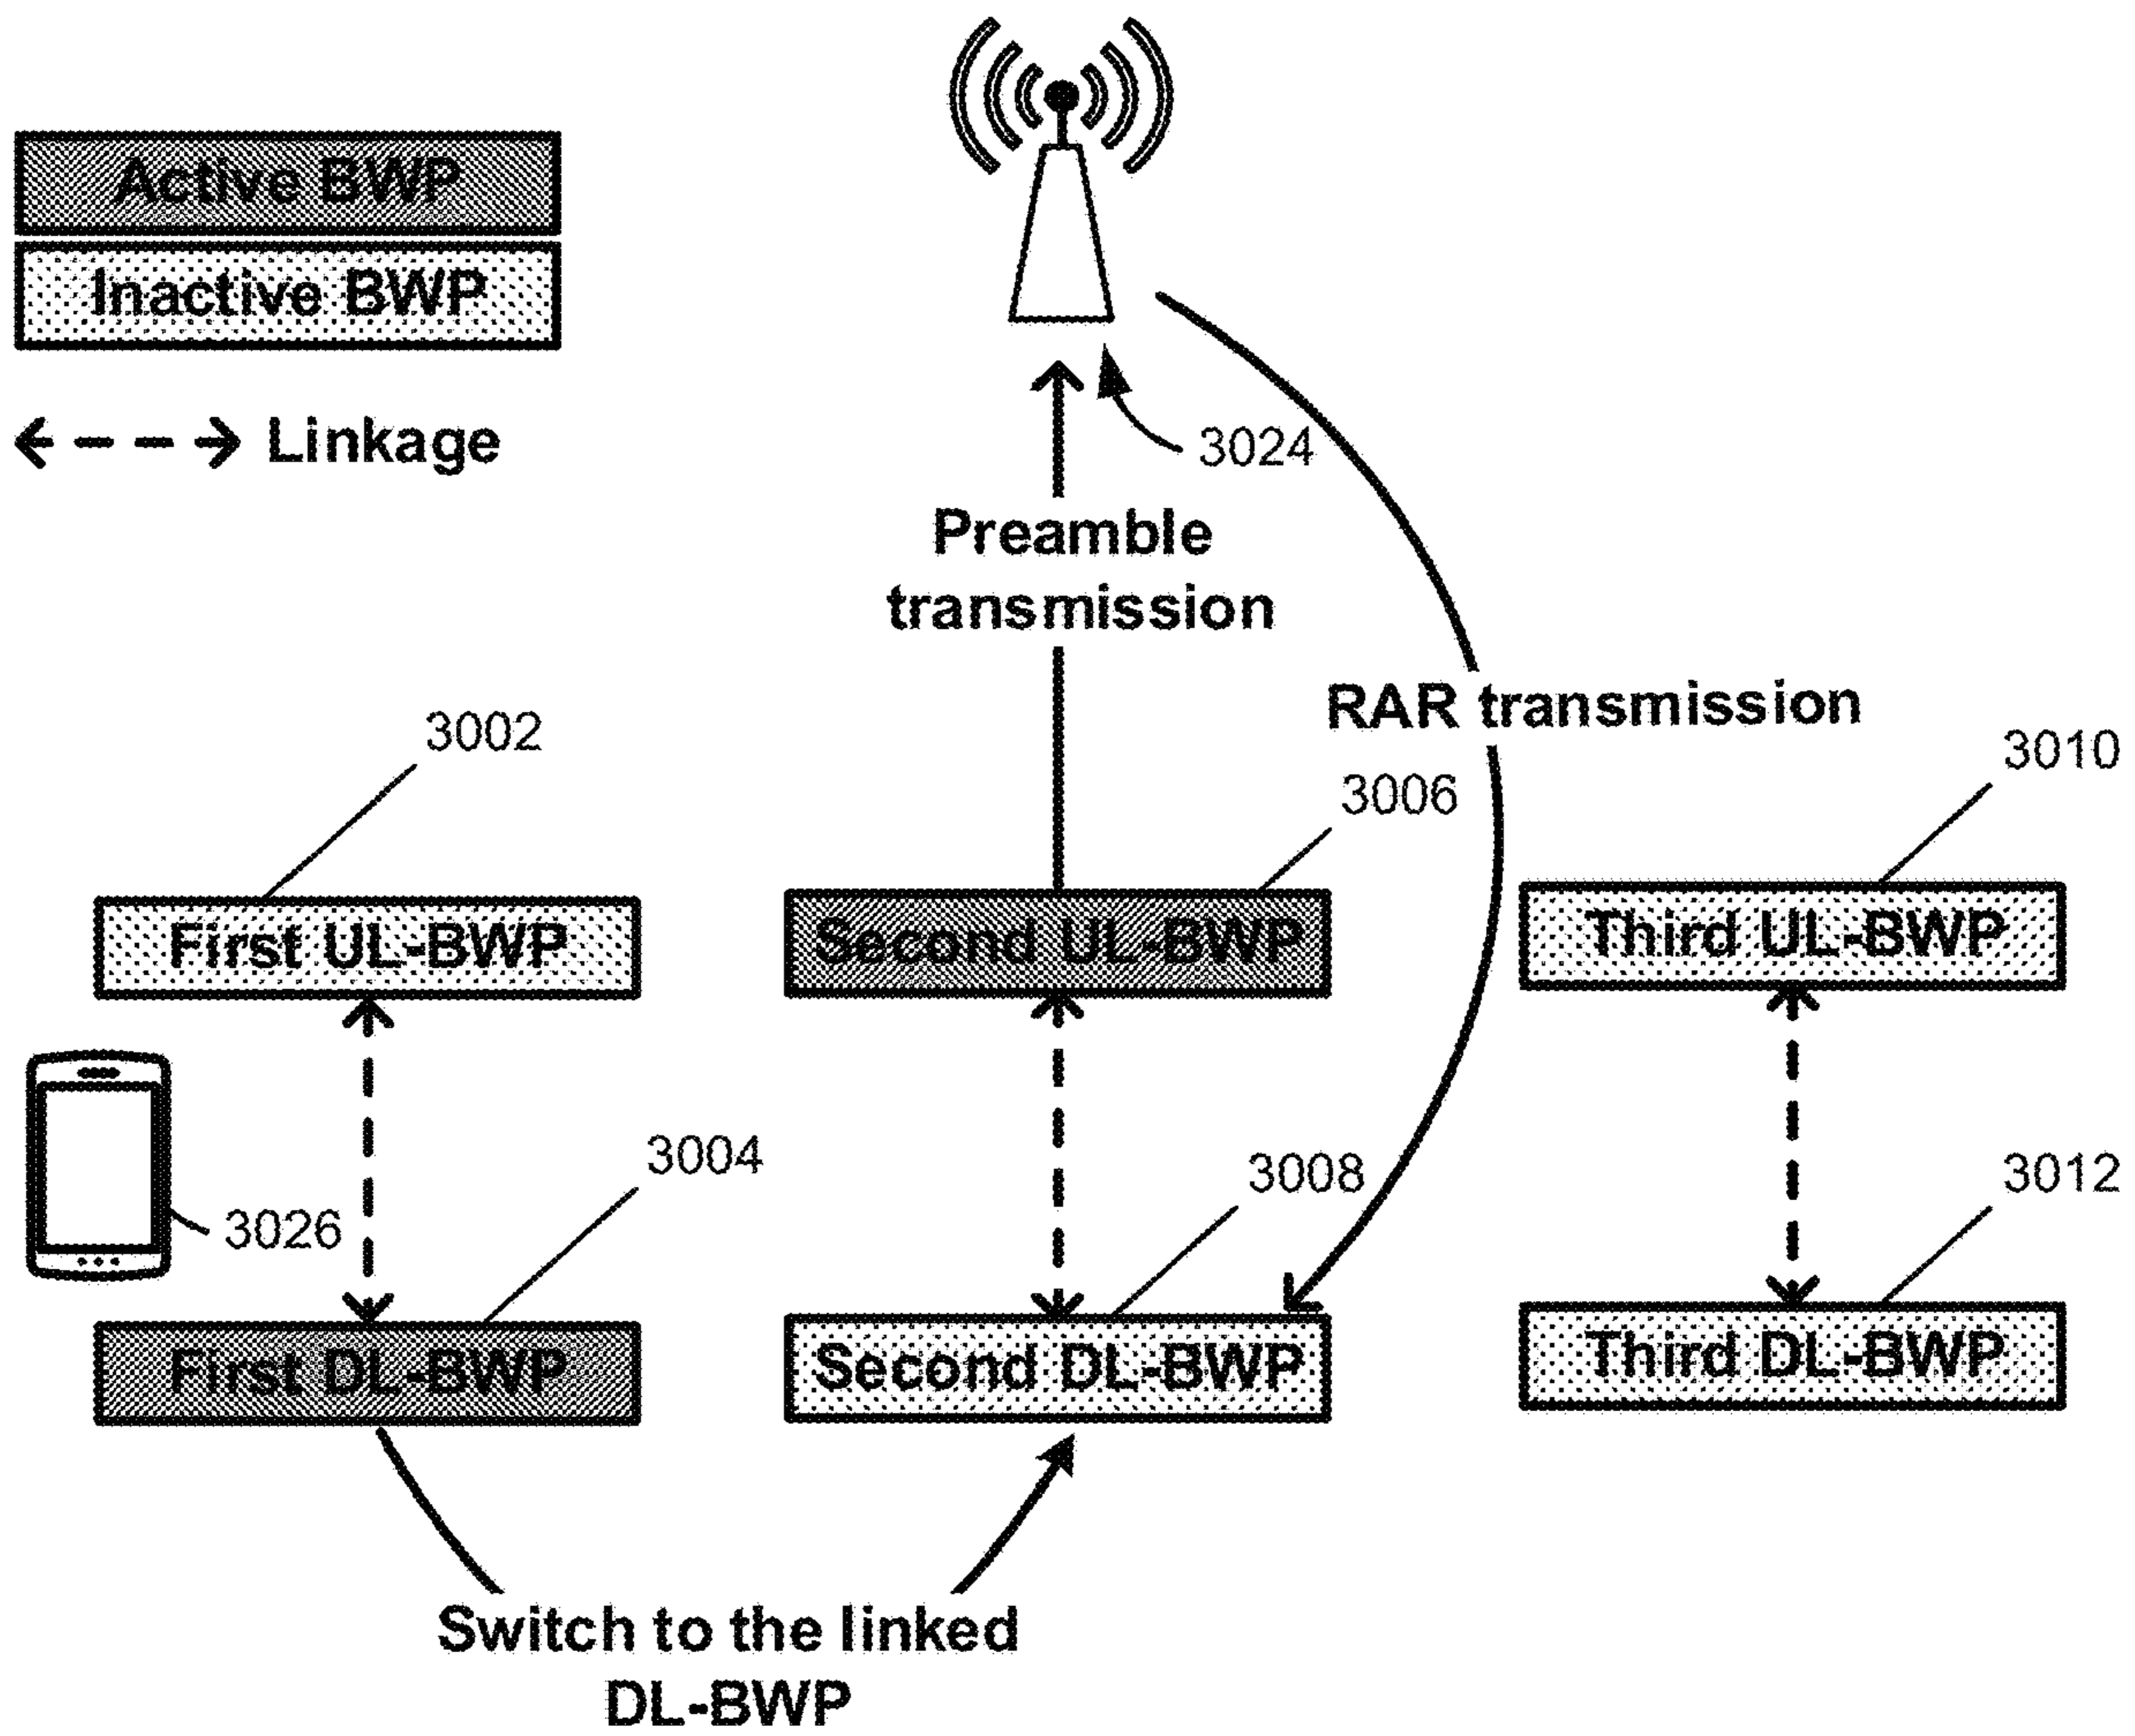 Active BWP
Inactive BWP
Linkage
3024
Preamble
transmission
RAR transmission
3002
3006
3010
First UL-BWP
Second UL-BWP
Third UL-BWP
3026
3004
3008
3012
First DL-BWP
Second DL-BWP
Third DL-BWP
Switch to the linked
DL-BWP